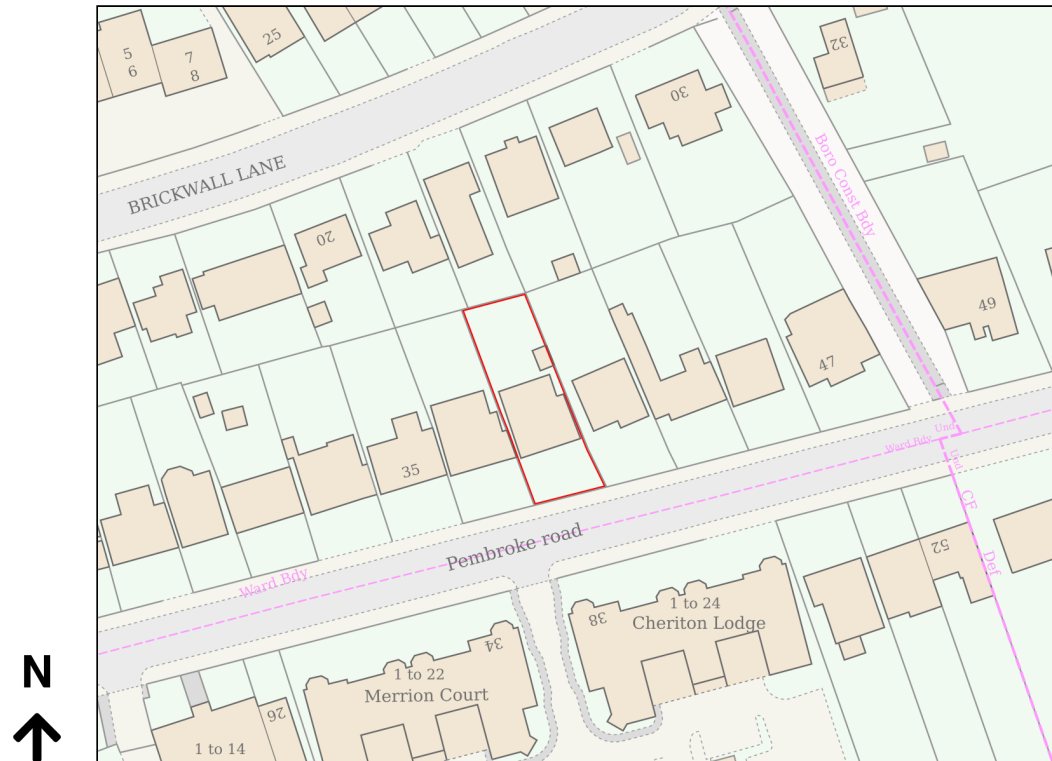 5
6
7
8
25
32
30
BRICKWALL LANE
20
Boro Const Bdy
49
47
35
Und
Ward Bdy
Und
CF
Pembroke road
Def
52
Ward Bdy
1 to 24
38
Cheriton Lodge
34
1 to 22
Merrion Court
N
26
1 to 14